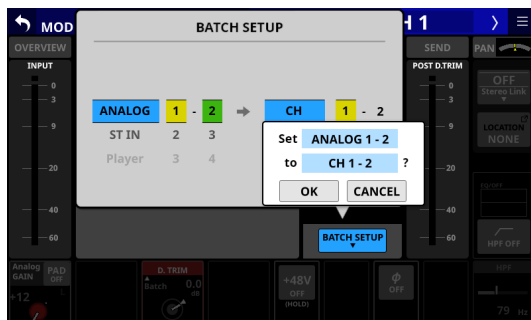 MOD
BATCH SETUP
H 1
OVERVIEW
SEND
PAN
INPUT
POST D.TRIM
0
3
9
20
40
60
0
3
9
20
40
60
OFF
Stereo Link
LOCATION
NONE
EQ:OFF
HPF OFF
ANALOG 1 - 2 → CH 1 - 2
ST IN 2 3
Player 3 4
Set ANALOG 1 - 2
to CH 1 - 2 ?
OK CANCEL
BATCH SETUP
Analog
GAIN
PAD
OFF
+12
D. TRIM
Batch 0.0
dB
+48V
OFF
(HOLD)
Φ
OFF
HPF
79 Hz